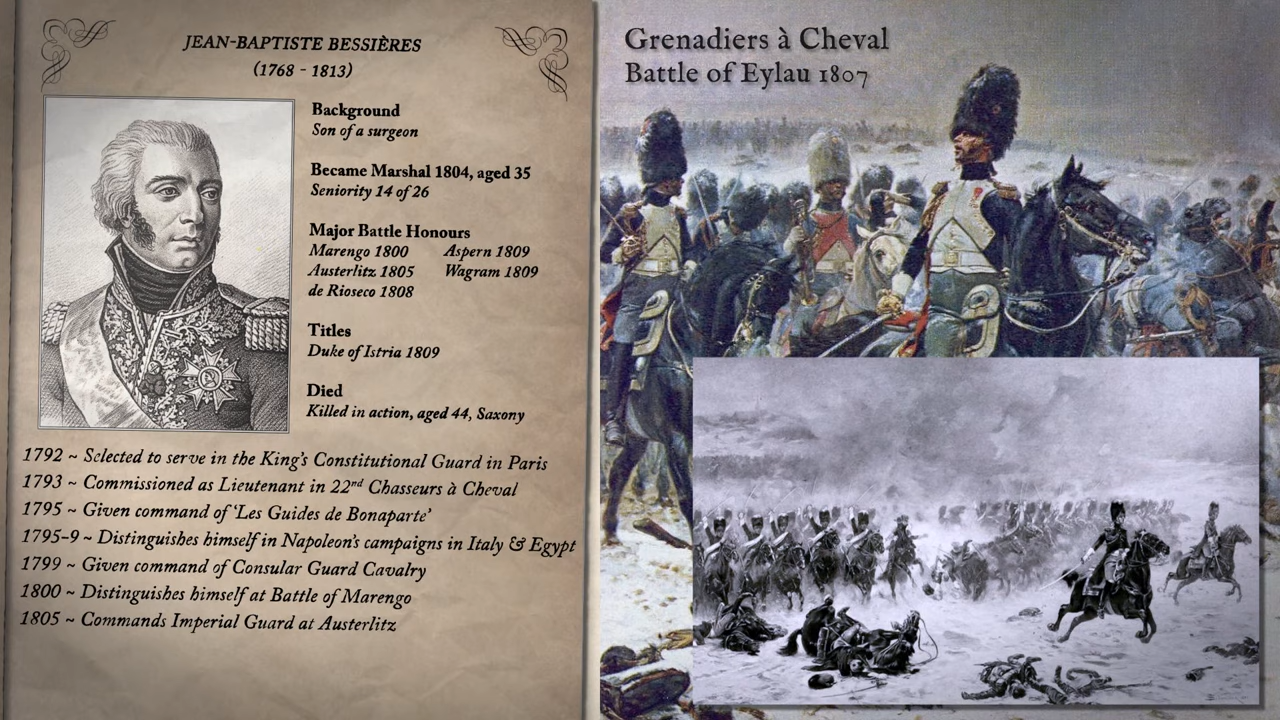 JEAN-BAPTISTE BESSIÈRES
(1768 - 1813)
Background
Son of a surgeon
Became Marshal 1804, aged 35
Seniority 14 of 26
Major Battle Honours
Marengo 1800 Aspern 1809
Austerlitz 1805 Wagram 1809
de Rioseco 1808
Titles
Duke of Istria 1809
Died
Killed in action, aged 44, Saxony
1792 ~ Selected to serve in the King's Constitutional Guard in Paris
1793 ~ Commissioned as Lieutenant in 22nd Chasseurs à Cheval
1795 ~ Given command of 'Les Guides de Bonaparte'
1795-9 ~ Distinguishes himself in Napoleon's campaigns in Italy & Egypt
1799 ~ Given command of Consular Guard Cavalry
1800 ~ Distinguishes himself at Battle of Marengo
1805 ~ Commands Imperial Guard at Austerlitz
Grenadiers à Cheval
Battle of Eylau 1807